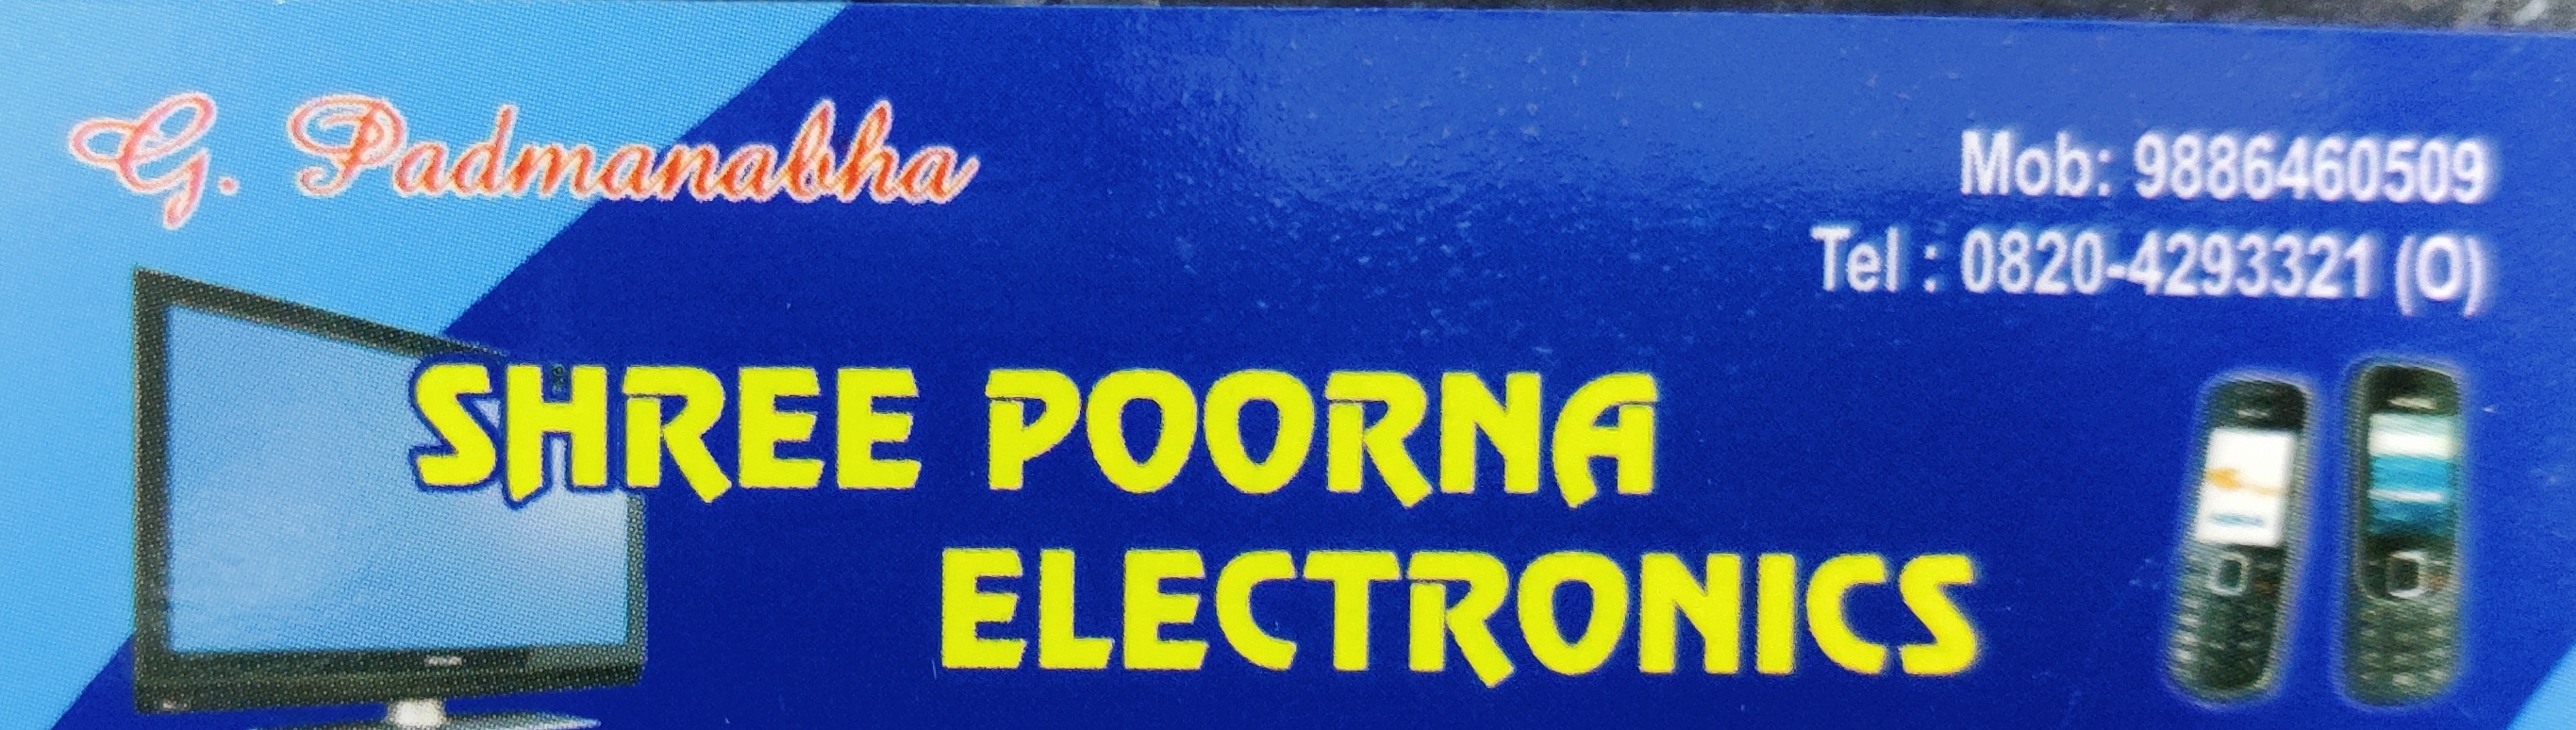 G. Padmanabha
Mob: 9886460509
Tel : 0820-4293321 (O)
SHREE POORNA
ELECTRONICS